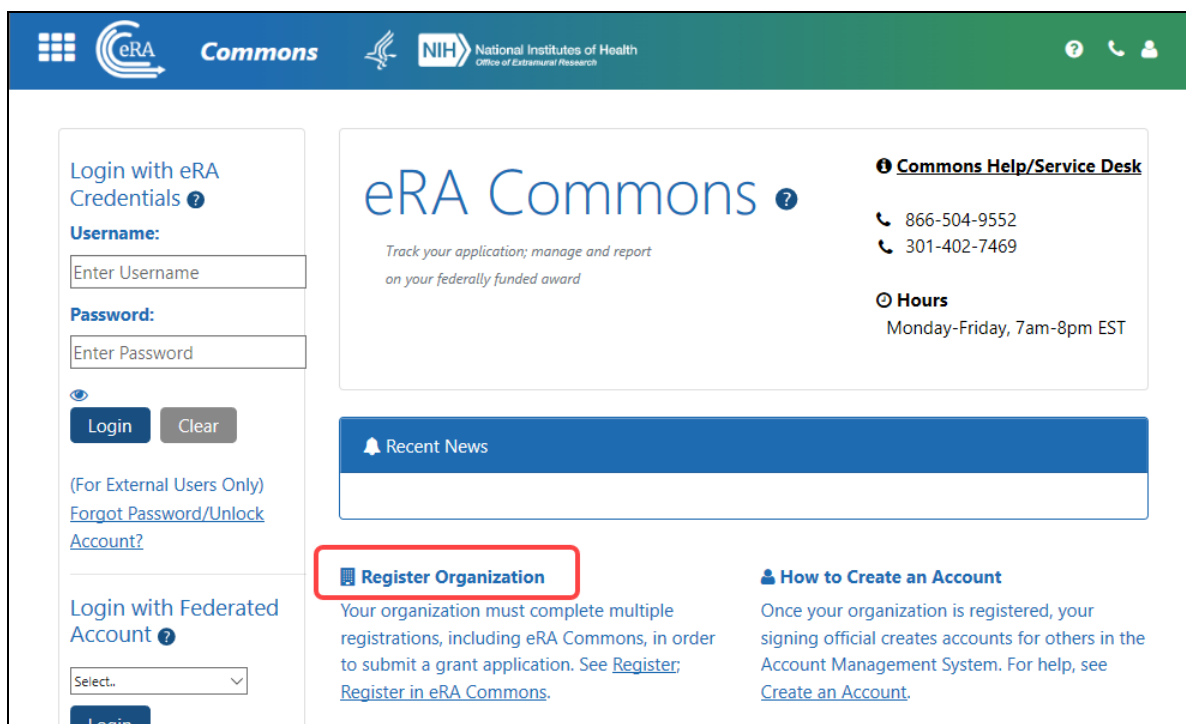 eRA
Commons
NIH
National Institutes of Health
Office of Extramural Research
Login with eRA
Credentials
Username:
Enter Username
Password:
Enter Password
Login
Clear
(For External Users Only)
Forgot Password/Unlock
Account?
Login with Federated
Account
Select..
Login
eRA Commons
Track your application; manage and report
on your federally funded award
Commons Help/Service Desk
866-504-9552
301-402-7469
Hours
Monday-Friday, 7am-8pm EST
Recent News
Register Organization
Your organization must complete multiple
registrations, including eRA Commons, in order
to submit a grant application. See Register;
Register in eRA Commons.
How to Create an Account
Once your organization is registered, your
signing official creates accounts for others in the
Account Management System. For help, see
Create an Account.